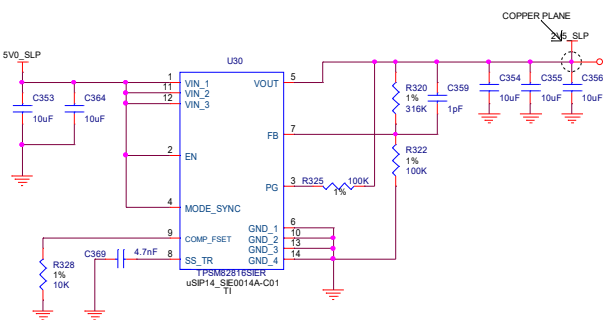 COPPER PLANE
5V0_SLP
2V5_SLP
U30
1 VIN_1 VOUT 5
11 VIN_2
12 VIN_3
C353
10uF
C364
10uF
R320
1%
316K
C359
1pF
C354
10uF
C355
10uF
C356
10uF
FB 7
2 EN
R322
1%
100K
PG 3 R325 100K
1%
4 MODE_SYNC
GND_1 6
9 COMP_FSET GND_2 10
GND_3 13
C369 4.7nF 8 SS_TR GND_4 14
R328
1%
10K
TPSM82816SIER
uSIP14_SIE0014A-C01
TI